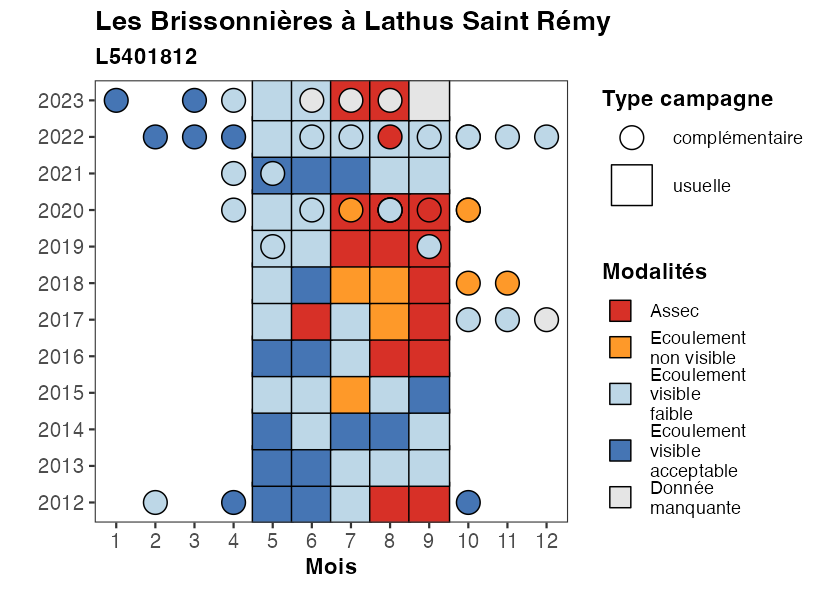 Les Brissonnières à Lathus Saint Rémy
L5401812
2023
2022
2021
2020
2019
2018
2017
2016
2015
2014
2013
2012
1 2 3 4 5 6 7 8 9 10 11 12
Mois
Type campagne
complémentaire
usuelle
Modalités
Assec
Ecoulement
non visible
Ecoulement
visible
faible
Ecoulement
visible
acceptable
Donnée
manquante